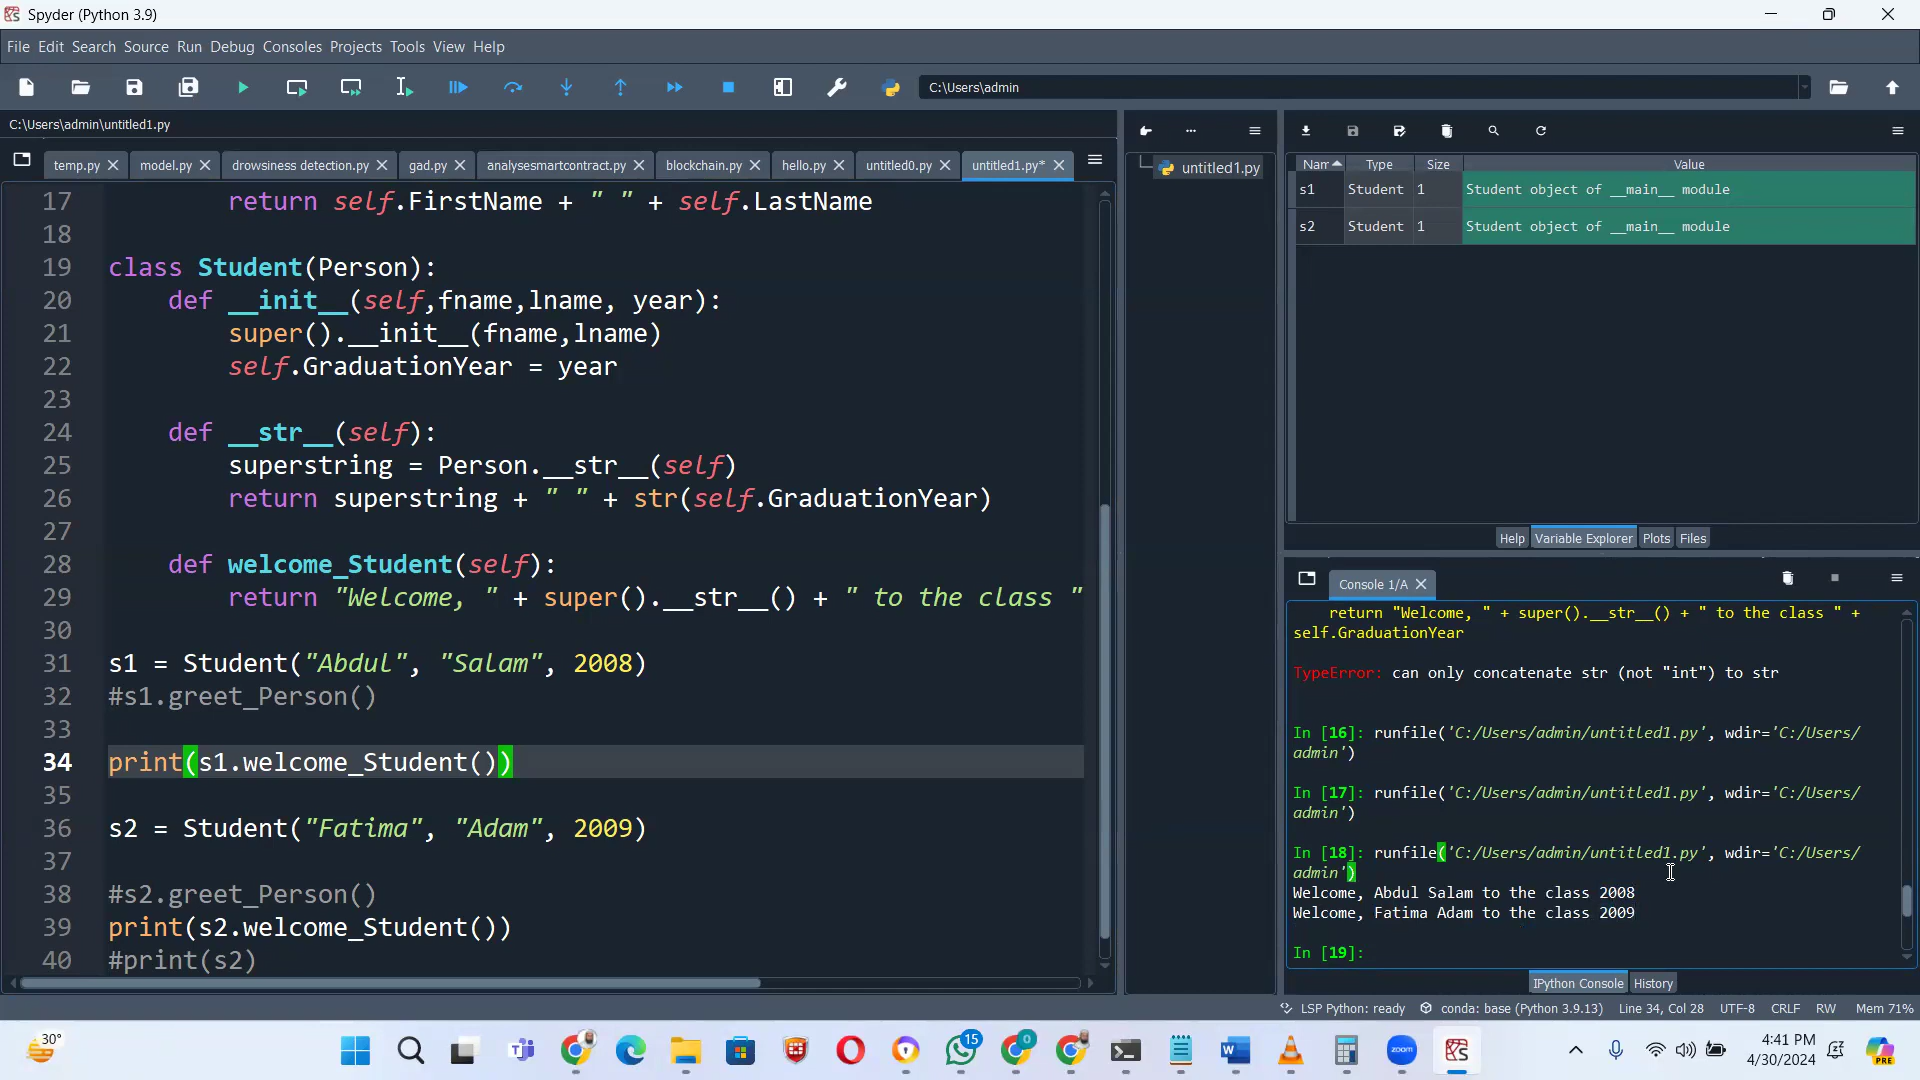 Spyder (Python 3.9)
File Edit Search Source Run Debug Consoles Projects Tools View Help
C:\Users\admin
C:\Users\admin\untitled1.py
temp.py model.py drowsiness detection.py gad.py analysesmartcontract.py blockchain.py hello.py untitled0.py untitled1.py*
17 return self.FirstName + " " + self.LastName
18
19 class Student(Person):
20 def __init__(self,fname,lname, year):
21 super().__init__(fname,lname)
22 self.GraduationYear = year
23
24 def __str__(self):
25 superstring = Person.__str__(self)
26 return superstring + " " + str(self.GraduationYear)
27
28 def welcome_Student(self):
29 return "Welcome, " + super().__str__() + " to the class "
30
31 s1 = Student("Abdul", "Salam", 2008)
32 #s1.greet_Person()
33
34 print(s1.welcome_Student())
35
36 s2 = Student("Fatima", "Adam", 2009)
37
38 #s2.greet_Person()
39 print(s2.welcome_Student())
40 #print(s2)
untitled1.py
Nam Type Size Value
s1 Student 1 Student object of __main__ module
s2 Student 1 Student object of __main__ module
Help Variable Explorer Plots Files
Console 1/A
return "Welcome, " + super().__str__() + " to the class " +
self.GraduationYear
TypeError: can only concatenate str (not "int") to str
In [16]: runfile('C:/Users/admin/untitled1.py', wdir='C:/Users/
admin')
In [17]: runfile('C:/Users/admin/untitled1.py', wdir='C:/Users/
admin')
In [18]: runfile('C:/Users/admin/untitled1.py', wdir='C:/Users/
admin')
Welcome, Abdul Salam to the class 2008
Welcome, Fatima Adam to the class 2009
In [19]:
IPython Console History
LSP Python: ready conda: base (Python 3.9.13) Line 34, Col 28 UTF-8 CRLF RW Mem 71%
30°
15
zoom
4:41 PM
4/30/2024
PRE